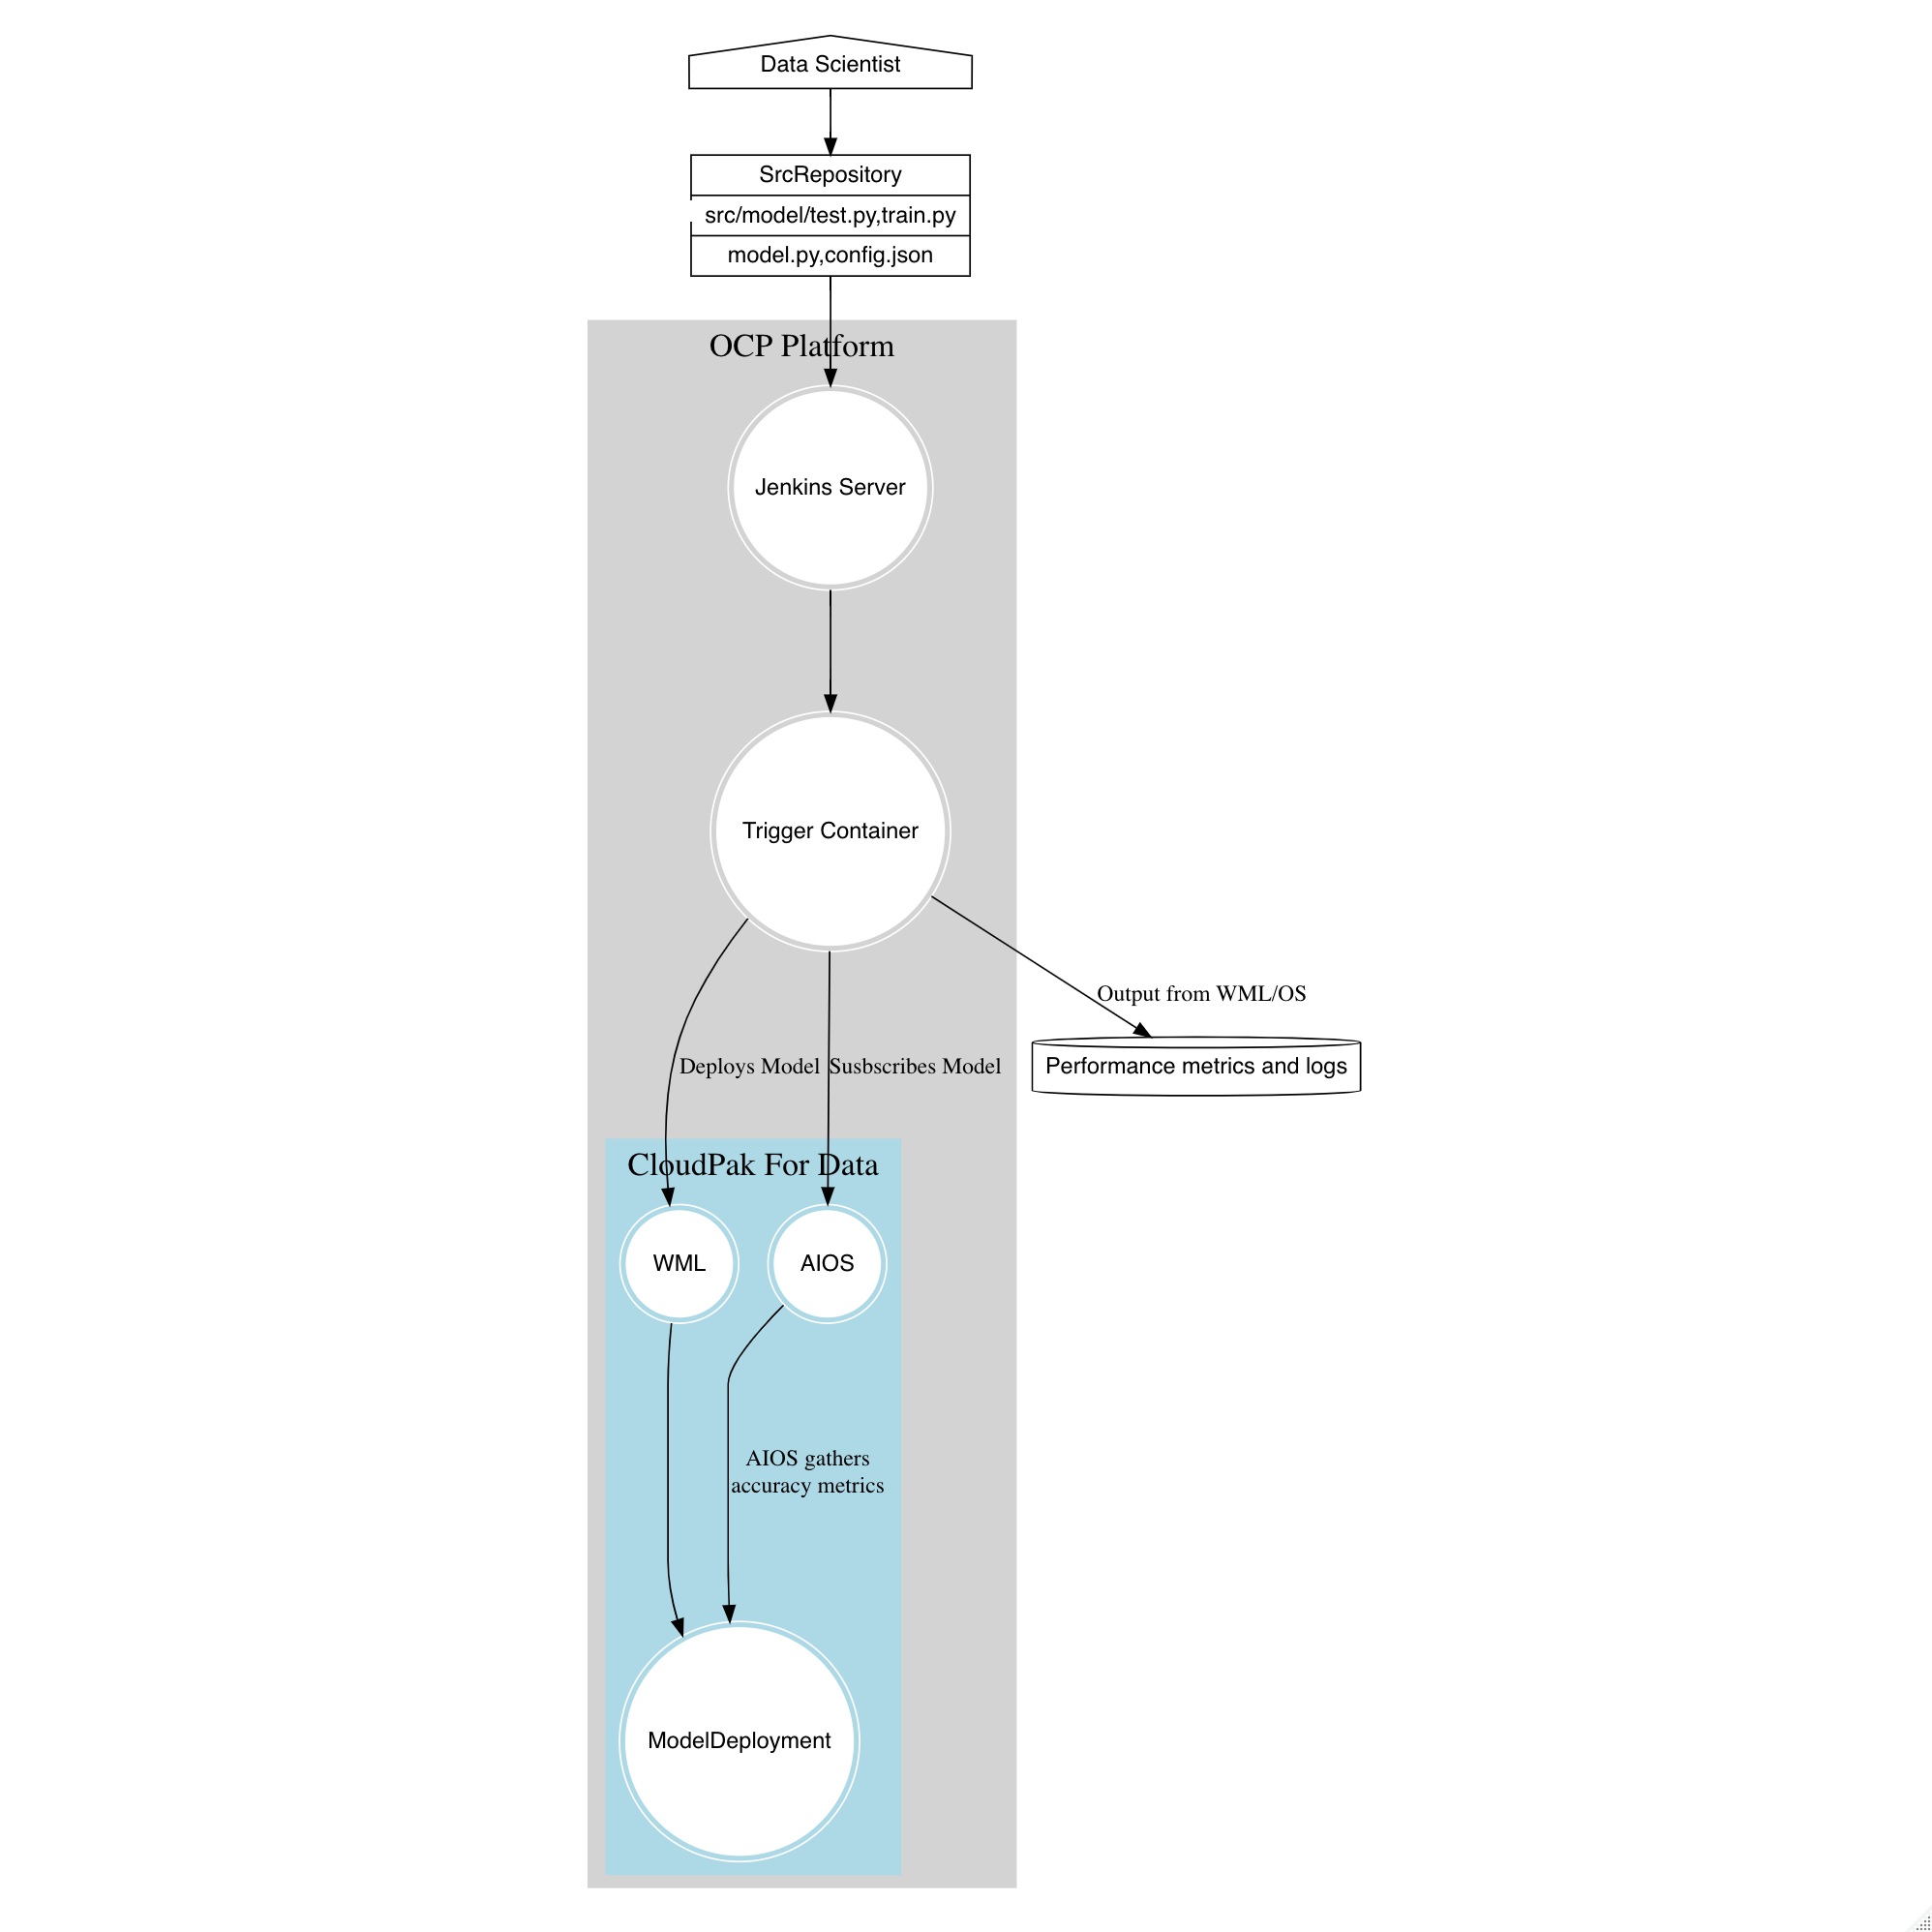 Data Scientist
SrcRepository
src/model/test.py,train.py
model.py,config.json
OCP Platform
Jenkins Server
Trigger Container
Output from WML/OS
Performance metrics and logs
Deploys Model
Susbscribes Model
CloudPak For Data
WML
AIOS
AIOS gathers
accuracy metrics
ModelDeployment